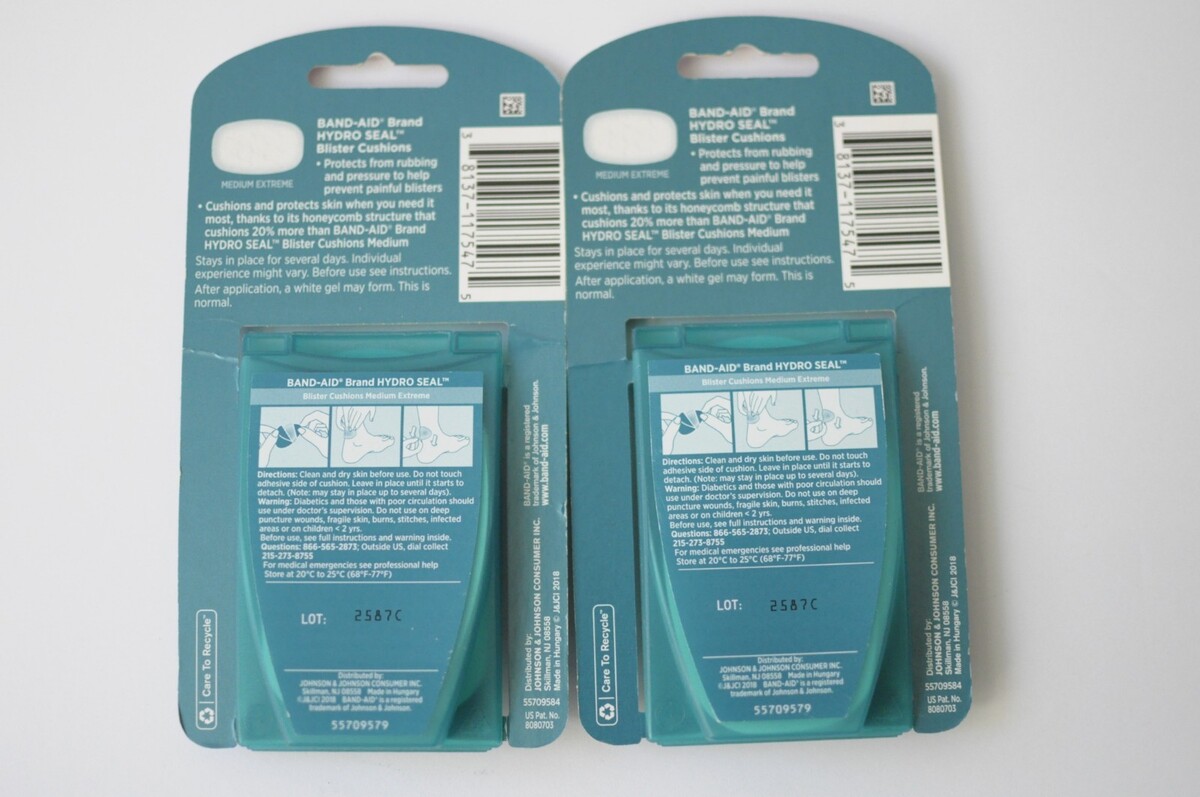 BAND-AID® Brand
HYDRO SEAL™
Blister Cushions
• Protects from rubbing
and pressure to help
prevent painful blisters
MEDIUM EXTREME
• Cushions and protects skin when you need it
most, thanks to its honeycomb structure that
cushions 20% more than BAND-AID® Brand
HYDRO SEAL™ Blister Cushions Medium
Stays in place for several days. Individual
experience might vary. Before use see instructions.
After application, a white gel may form. This is
normal.
3 8137-117547 5
BAND-AID® Brand HYDRO SEAL™
Blister Cushions Medium Extreme
Directions: Clean and dry skin before use. Do not touch
adhesive side of cushion. Leave in place until it starts to
detach. (Note: may stay in place up to several days).
Warning: Diabetics and those with poor circulation should
use under doctor's supervision. Do not use on deep
puncture wounds, fragile skin, burns, stitches, infected
areas or on children < 2 yrs.
Before use, see full instructions and warning inside.
Questions: 866-565-2873; Outside US, dial collect
215-273-8755
For medical emergencies see professional help
Store at 20°C to 25°C (68°F-77°F)
LOT: 2587C
Distributed by:
JOHNSON & JOHNSON CONSUMER INC.
Skillman, NJ 08558 Made in Hungary
©J&JCI 2018 BAND-AID® is a registered
trademark of Johnson & Johnson.
55709579
Care To Recycle™
BAND-AID® is a registered
trademark of Johnson & Johnson.
www.band-aid.com
Distributed by:
JOHNSON & JOHNSON CONSUMER INC.
Skillman, NJ 08558
Made in Hungary © J&JCI 2018
55709584
US Pat. No.
8080703
BAND-AID® Brand
HYDRO SEAL™
Blister Cushions
• Protects from rubbing
and pressure to help
prevent painful blisters
MEDIUM EXTREME
• Cushions and protects skin when you need it
most, thanks to its honeycomb structure that
cushions 20% more than BAND-AID® Brand
HYDRO SEAL™ Blister Cushions Medium
Stays in place for several days. Individual
experience might vary. Before use see instructions.
After application, a white gel may form. This is
normal.
3 8137-117547 5
BAND-AID® Brand HYDRO SEAL™
Blister Cushions Medium Extreme
Directions: Clean and dry skin before use. Do not touch
adhesive side of cushion. Leave in place until it starts to
detach. (Note: may stay in place up to several days).
Warning: Diabetics and those with poor circulation should
use under doctor's supervision. Do not use on deep
puncture wounds, fragile skin, burns, stitches, infected
areas or on children < 2 yrs.
Before use, see full instructions and warning inside.
Questions: 866-565-2873; Outside US, dial collect
215-273-8755
For medical emergencies see professional help
Store at 20°C to 25°C (68°F-77°F)
LOT: 2587C
Distributed by:
JOHNSON & JOHNSON CONSUMER INC.
Skillman, NJ 08558 Made in Hungary
©J&JCI 2018 BAND-AID® is a registered
trademark of Johnson & Johnson.
55709579
Care To Recycle™
BAND-AID® is a registered
trademark of Johnson & Johnson.
www.band-aid.com
Distributed by:
JOHNSON & JOHNSON CONSUMER INC.
Skillman, NJ 08558
Made in Hungary © J&JCI 2018
55709584
US Pat. No.
8080703